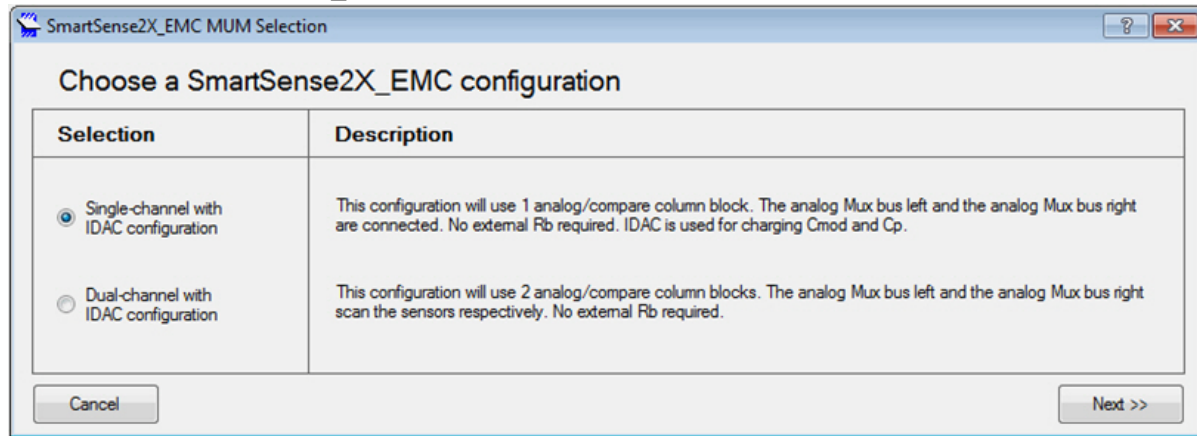 SmartSense2X_EMC MUM Selection
Choose a SmartSense2X_EMC configuration
Selection
Description
Single-channel with
IDAC configuration
This configuration will use 1 analog/compare column block. The analog Mux bus left and the analog Mux bus right
are connected. No external Rb required. IDAC is used for charging Cmod and Cp.
Dual-channel with
IDAC configuration
This configuration will use 2 analog/compare column blocks. The analog Mux bus left and the analog Mux bus right
scan the sensors respectively. No external Rb required.
Cancel
Next >>